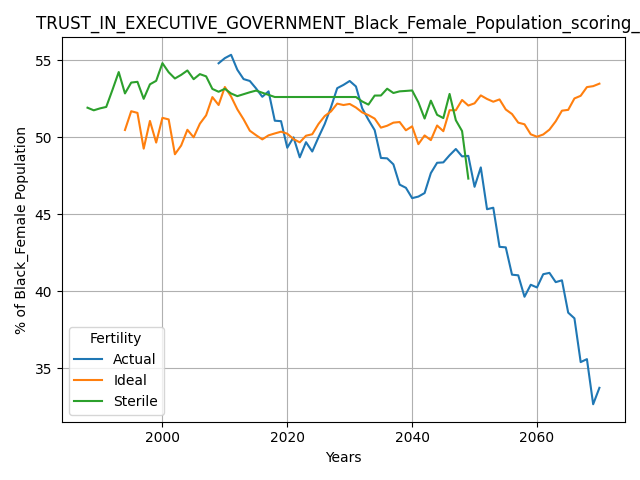 TRUST_IN_EXECUTIVE_GOVERNMENT_Black_Female_Population_scoring_
% of Black_Female Population
55
50
45
40
35
Fertility
Actual
Ideal
Sterile
2000 2020 2040 2060
Years